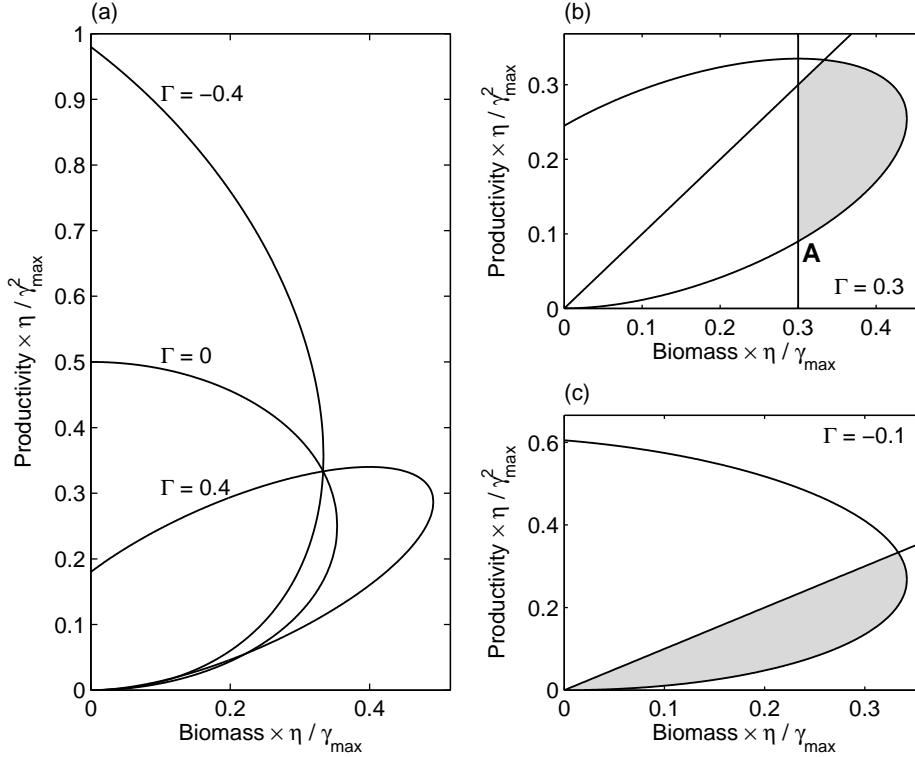 (a)
Productivity × η / γ²max
1
0.9
0.8
0.7
0.6
0.5
0.4
0.3
0.2
0.1
0
Γ = −0.4
Γ = 0
Γ = 0.4
0 0.2 0.4
Biomass × η / γmax
(b)
Productivity × η / γ²max
0.3
0.2
0.1
0
A
Γ = 0.3
0 0.1 0.2 0.3 0.4
Biomass × η / γmax
(c)
Productivity × η / γ²max
0.6
0.4
0.2
0
Γ = −0.1
0 0.1 0.2 0.3
Biomass × η / γmax